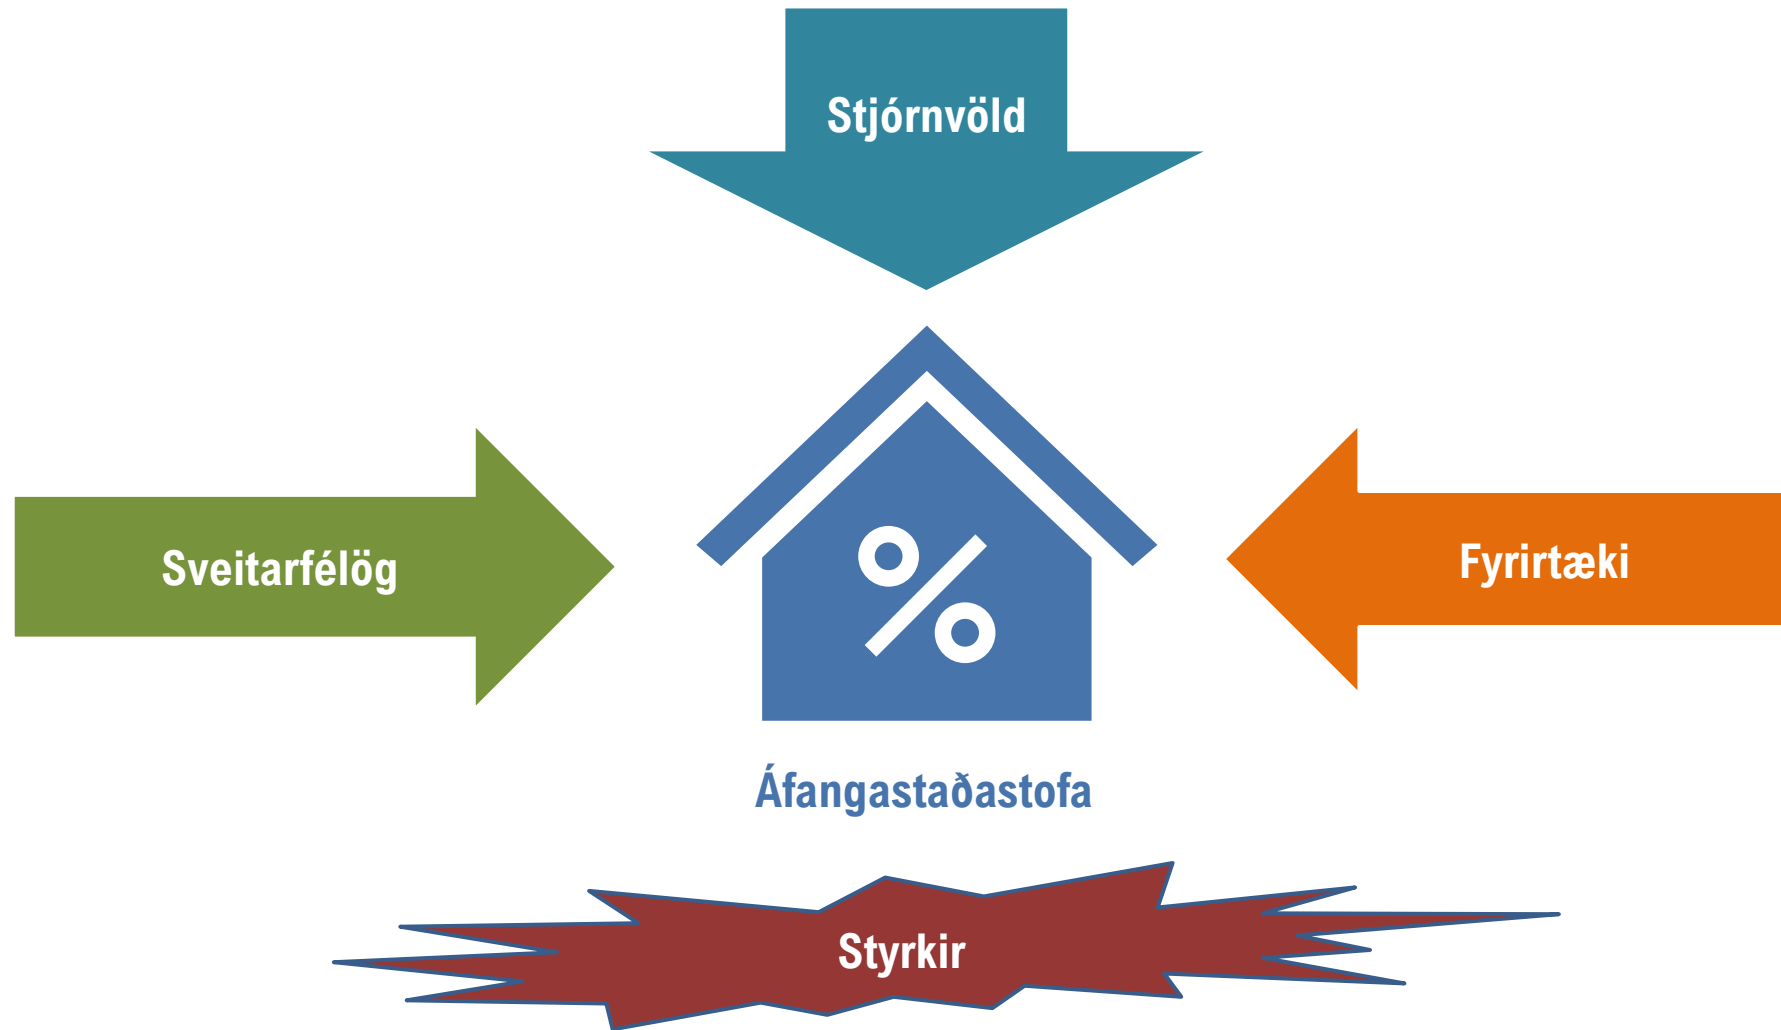 Stjórnvöld
Sveitarfélög
Fyrirtæki
%
Áfangastaðastofa
Styrkir